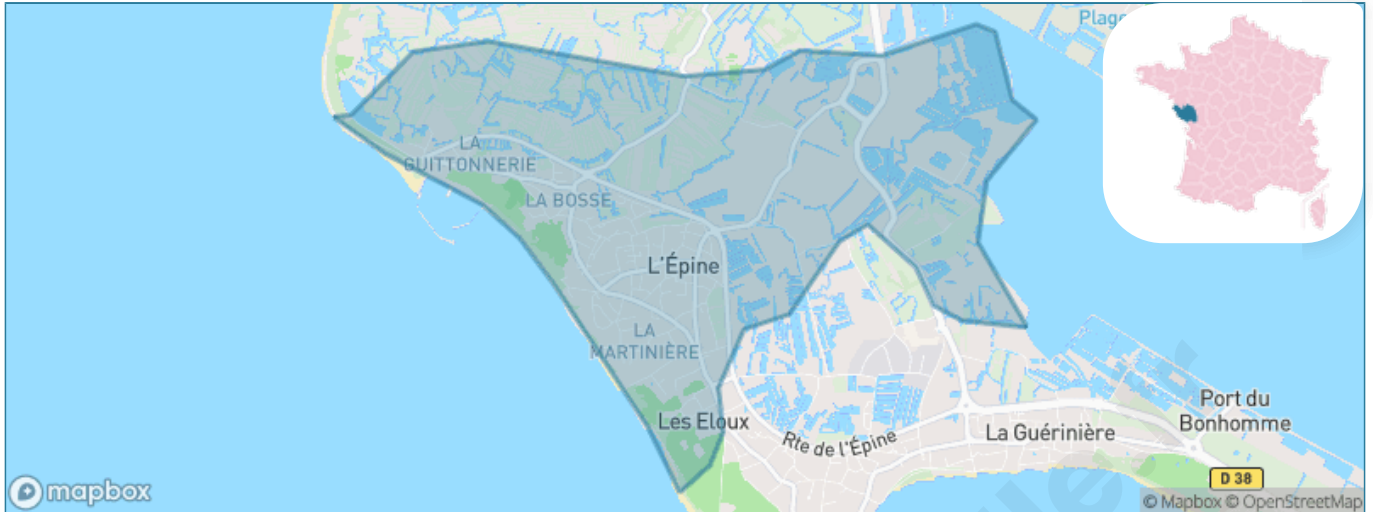 Plag
LA
GUITTONNERIE
LA BOSSE
L'Épine
LA
MARTINIÈRE
Les Eloux
Rte de l'Épine
La Guérinière
Port du
Bonhomme
D 38
mapbox
© Mapbox © OpenStreetMap